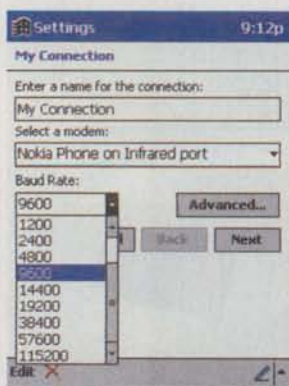 Settings 9:12p
My Connection
Enter a name for the connection:
My Connection
Select a modem:
Nokia Phone on Infrared port
Baud Rate:
9600
Advanced...
1200
Back Next
2400
4800
9600
14400
19200
38400
57600
115200
Edit